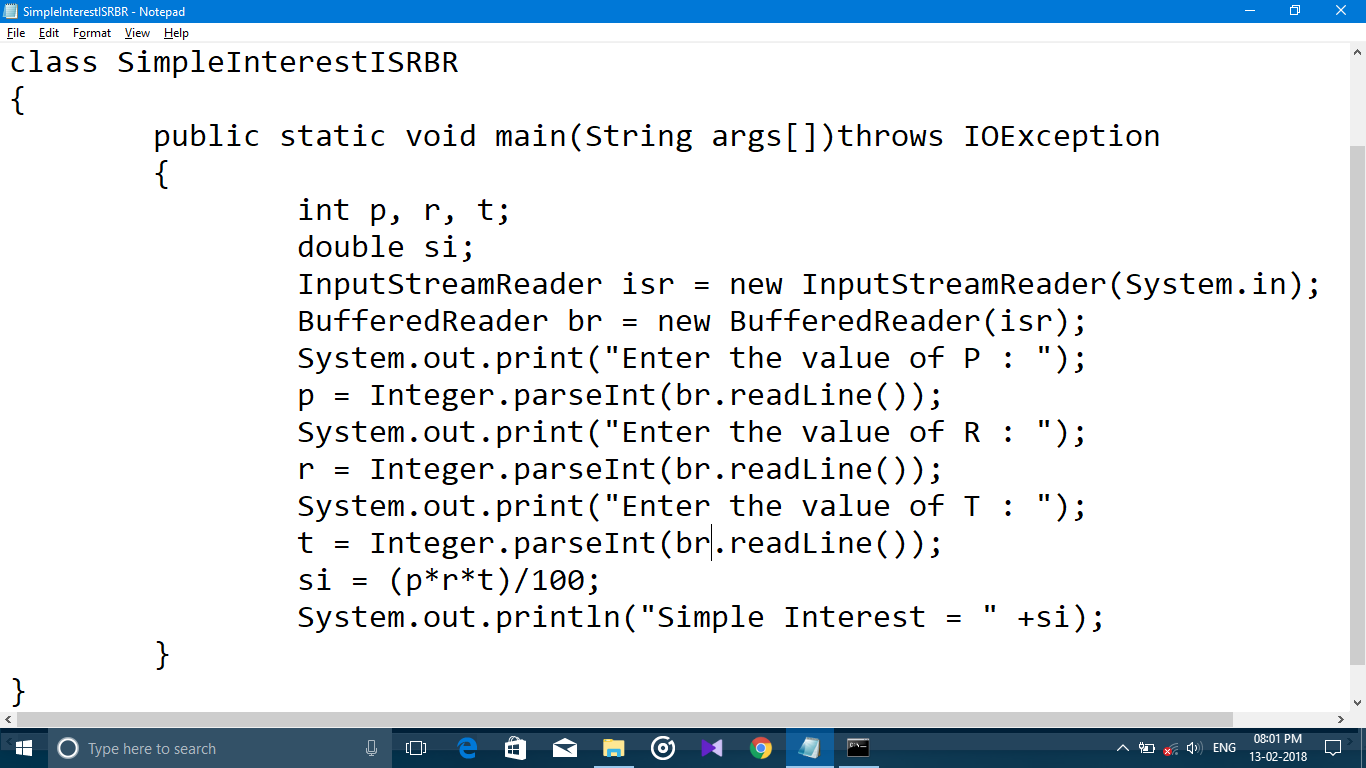 SimpleInterestISRBR - Notepad
File Edit Format View Help
class SimpleInterestISRBR
{
public static void main(String args[])throws IOException
{
int p, r, t;
double si;
InputStreamReader isr = new InputStreamReader(System.in);
BufferedReader br = new BufferedReader(isr);
System.out.print("Enter the value of P : ");
p = Integer.parseInt(br.readLine());
System.out.print("Enter the value of R : ");
r = Integer.parseInt(br.readLine());
System.out.print("Enter the value of T : ");
t = Integer.parseInt(br.readLine());
si = (p*r*t)/100;
System.out.println("Simple Interest = " +si);
}
}
Type here to search
ENG
08:01 PM
13-02-2018